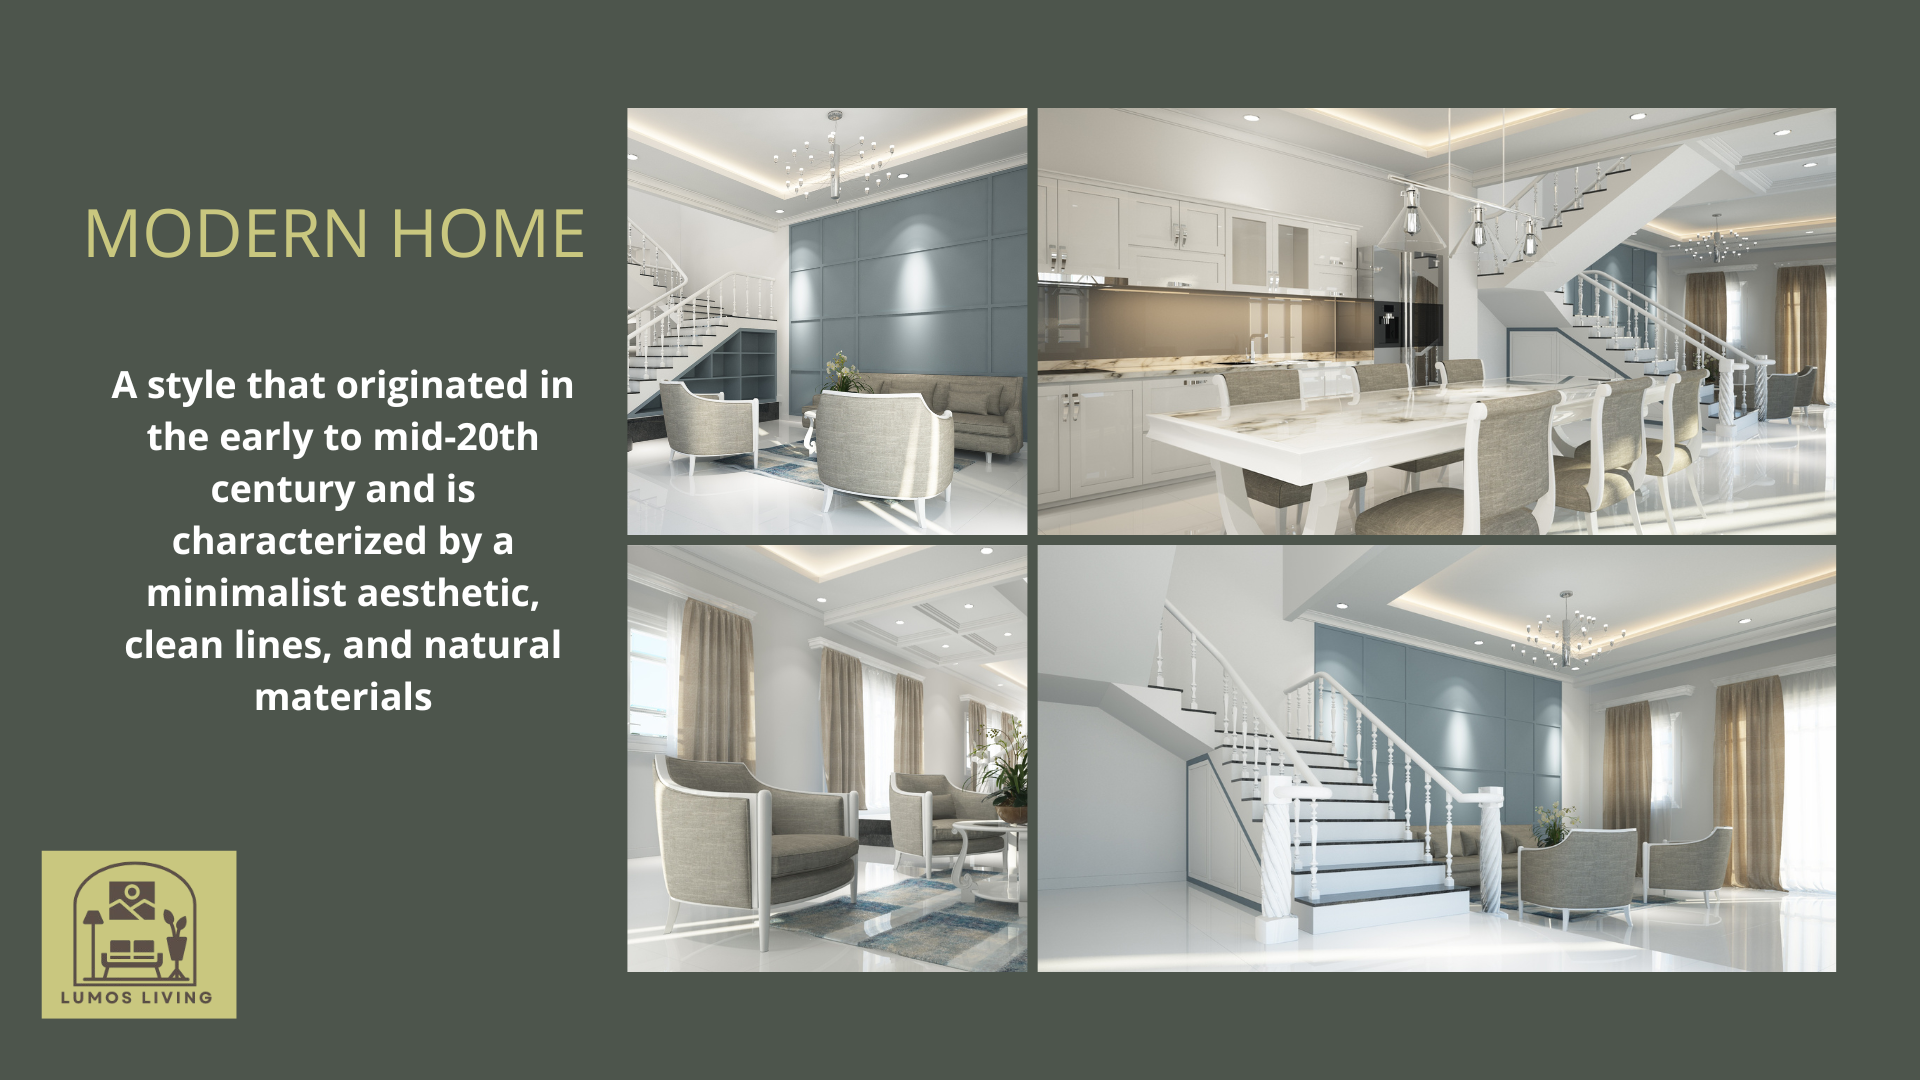 MODERN HOME
A style that originated in
the early to mid-20th
century and is
characterized by a
minimalist aesthetic,
clean lines, and natural
materials
LUMOS LIVING